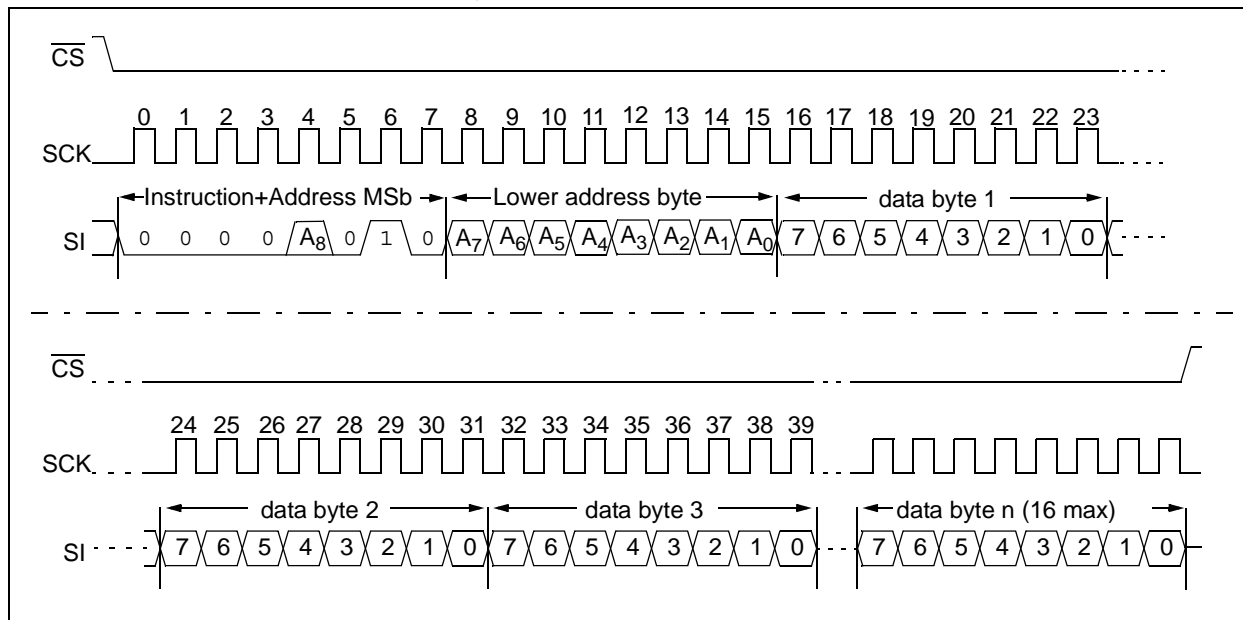 CS
0 1 2 3 4 5 6 7 8 9 10 11 12 13 14 15 16 17 18 19 20 21 22 23
SCK
Instruction+Address MSb Lower address byte data byte 1
SI 0 0 0 0 A8 0 1 0 A7 A6 A5 A4 A3 A2 A1 A0 7 6 5 4 3 2 1 0
CS
24 25 26 27 28 29 30 31 32 33 34 35 36 37 38 39
SCK
data byte 2 data byte 3 data byte n (16 max)
SI 7 6 5 4 3 2 1 0 7 6 5 4 3 2 1 0 7 6 5 4 3 2 1 0